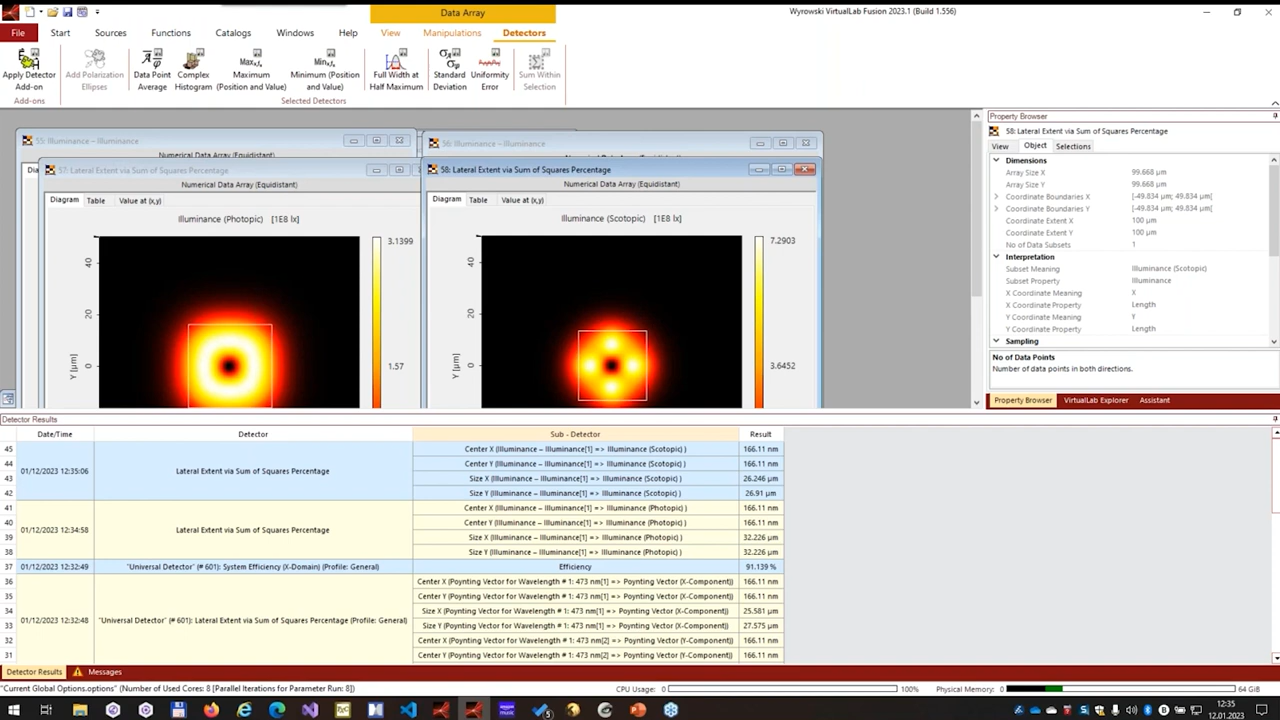 Data Array
Wyrowski VirtualLab Fusion 2023.1 (Build 1.556)
File Start Sources Functions Catalogs Windows Help View Manipulations Detectors
Apply Detector Add-on
Add Polarization Ellipses
Data Point Average
Complex Histogram
Maximum (Position and Value)
Minimum (Position and Value)
Full Width at Half Maximum
Standard Deviation
Uniformity Error
Sum Within Selection
Add-ons
Selected Detectors
55: Illuminance – Illuminance
Numerical Data Array (Equidistant)
56: Illuminance – Illuminance
Numerical Data Array (Equidistant)
57: Lateral Extent via Sum of Squares Percentage
Numerical Data Array (Equidistant)
Diagram Table Value at (x,y)
Illuminance (Photopic) [1E8 lx]
3.1399
1.57
40
20
0
Y [µm]
58: Lateral Extent via Sum of Squares Percentage
Numerical Data Array (Equidistant)
Diagram Table Value at (x,y)
Illuminance (Scotopic) [1E8 lx]
7.2903
3.6452
40
20
0
Y [µm]
Property Browser
58: Lateral Extent via Sum of Squares Percentage
View Object Selections
Dimensions
Array Size X 99.668 µm
Array Size Y 99.668 µm
Coordinate Boundaries X [-49.834 µm; 49.834 µm[
Coordinate Boundaries Y [-49.834 µm; 49.834 µm[
Coordinate Extent X 100 µm
Coordinate Extent Y 100 µm
No of Data Subsets 1
Interpretation
Subset Meaning Illuminance (Scotopic)
Subset Property Illuminance
X Coordinate Meaning X
X Coordinate Property Length
Y Coordinate Meaning Y
Y Coordinate Property Length
Sampling
No of Data Points
Number of data points in both directions.
Property Browser VirtualLab Explorer Assistant
Detector Results
Date/Time Detector Sub - Detector Result
45 Center X (Illuminance – Illuminance[1] => Illuminance (Scotopic) ) 166.11 nm
44 Center Y (Illuminance – Illuminance[1] => Illuminance (Scotopic) ) 166.11 nm
01/12/2023 12:35:06 Lateral Extent via Sum of Squares Percentage
43 Size X (Illuminance – Illuminance[1] => Illuminance (Scotopic) ) 26.246 µm
42 Size Y (Illuminance – Illuminance[1] => Illuminance (Scotopic) ) 26.91 µm
41 Center X (Illuminance – Illuminance[1] => Illuminance (Photopic) ) 166.11 nm
40 Center Y (Illuminance – Illuminance[1] => Illuminance (Photopic) ) 166.11 nm
01/12/2023 12:34:58 Lateral Extent via Sum of Squares Percentage
39 Size X (Illuminance – Illuminance[1] => Illuminance (Photopic) ) 32.226 µm
38 Size Y (Illuminance – Illuminance[1] => Illuminance (Photopic) ) 32.226 µm
37 01/12/2023 12:32:49 "Universal Detector" (# 601): System Efficiency (X-Domain) (Profile: General) Efficiency 91.139 %
36 Center X (Poynting Vector for Wavelength # 1: 473 nm[1] => Poynting Vector (X-Component)) 166.11 nm
35 Center Y (Poynting Vector for Wavelength # 1: 473 nm[1] => Poynting Vector (X-Component)) 166.11 nm
34 Size X (Poynting Vector for Wavelength # 1: 473 nm[1] => Poynting Vector (X-Component)) 25.581 µm
01/12/2023 12:32:48 "Universal Detector" (# 601): Lateral Extent via Sum of Squares Percentage (Profile: General)
33 Size Y (Poynting Vector for Wavelength # 1: 473 nm[1] => Poynting Vector (X-Component)) 27.575 µm
32 Center X (Poynting Vector for Wavelength # 1: 473 nm[2] => Poynting Vector (Y-Component)) 166.11 nm
31 Center Y (Poynting Vector for Wavelength # 1: 473 nm[2] => Poynting Vector (Y-Component)) 166.11 nm
Detector Results Messages
"Current Global Options.options" (Number of Used Cores: 8 [Parallel Iterations for Parameter Run: 8])
CPU Usage: 0 100% Physical Memory: 0 64 GiB
12:35
12.01.2023